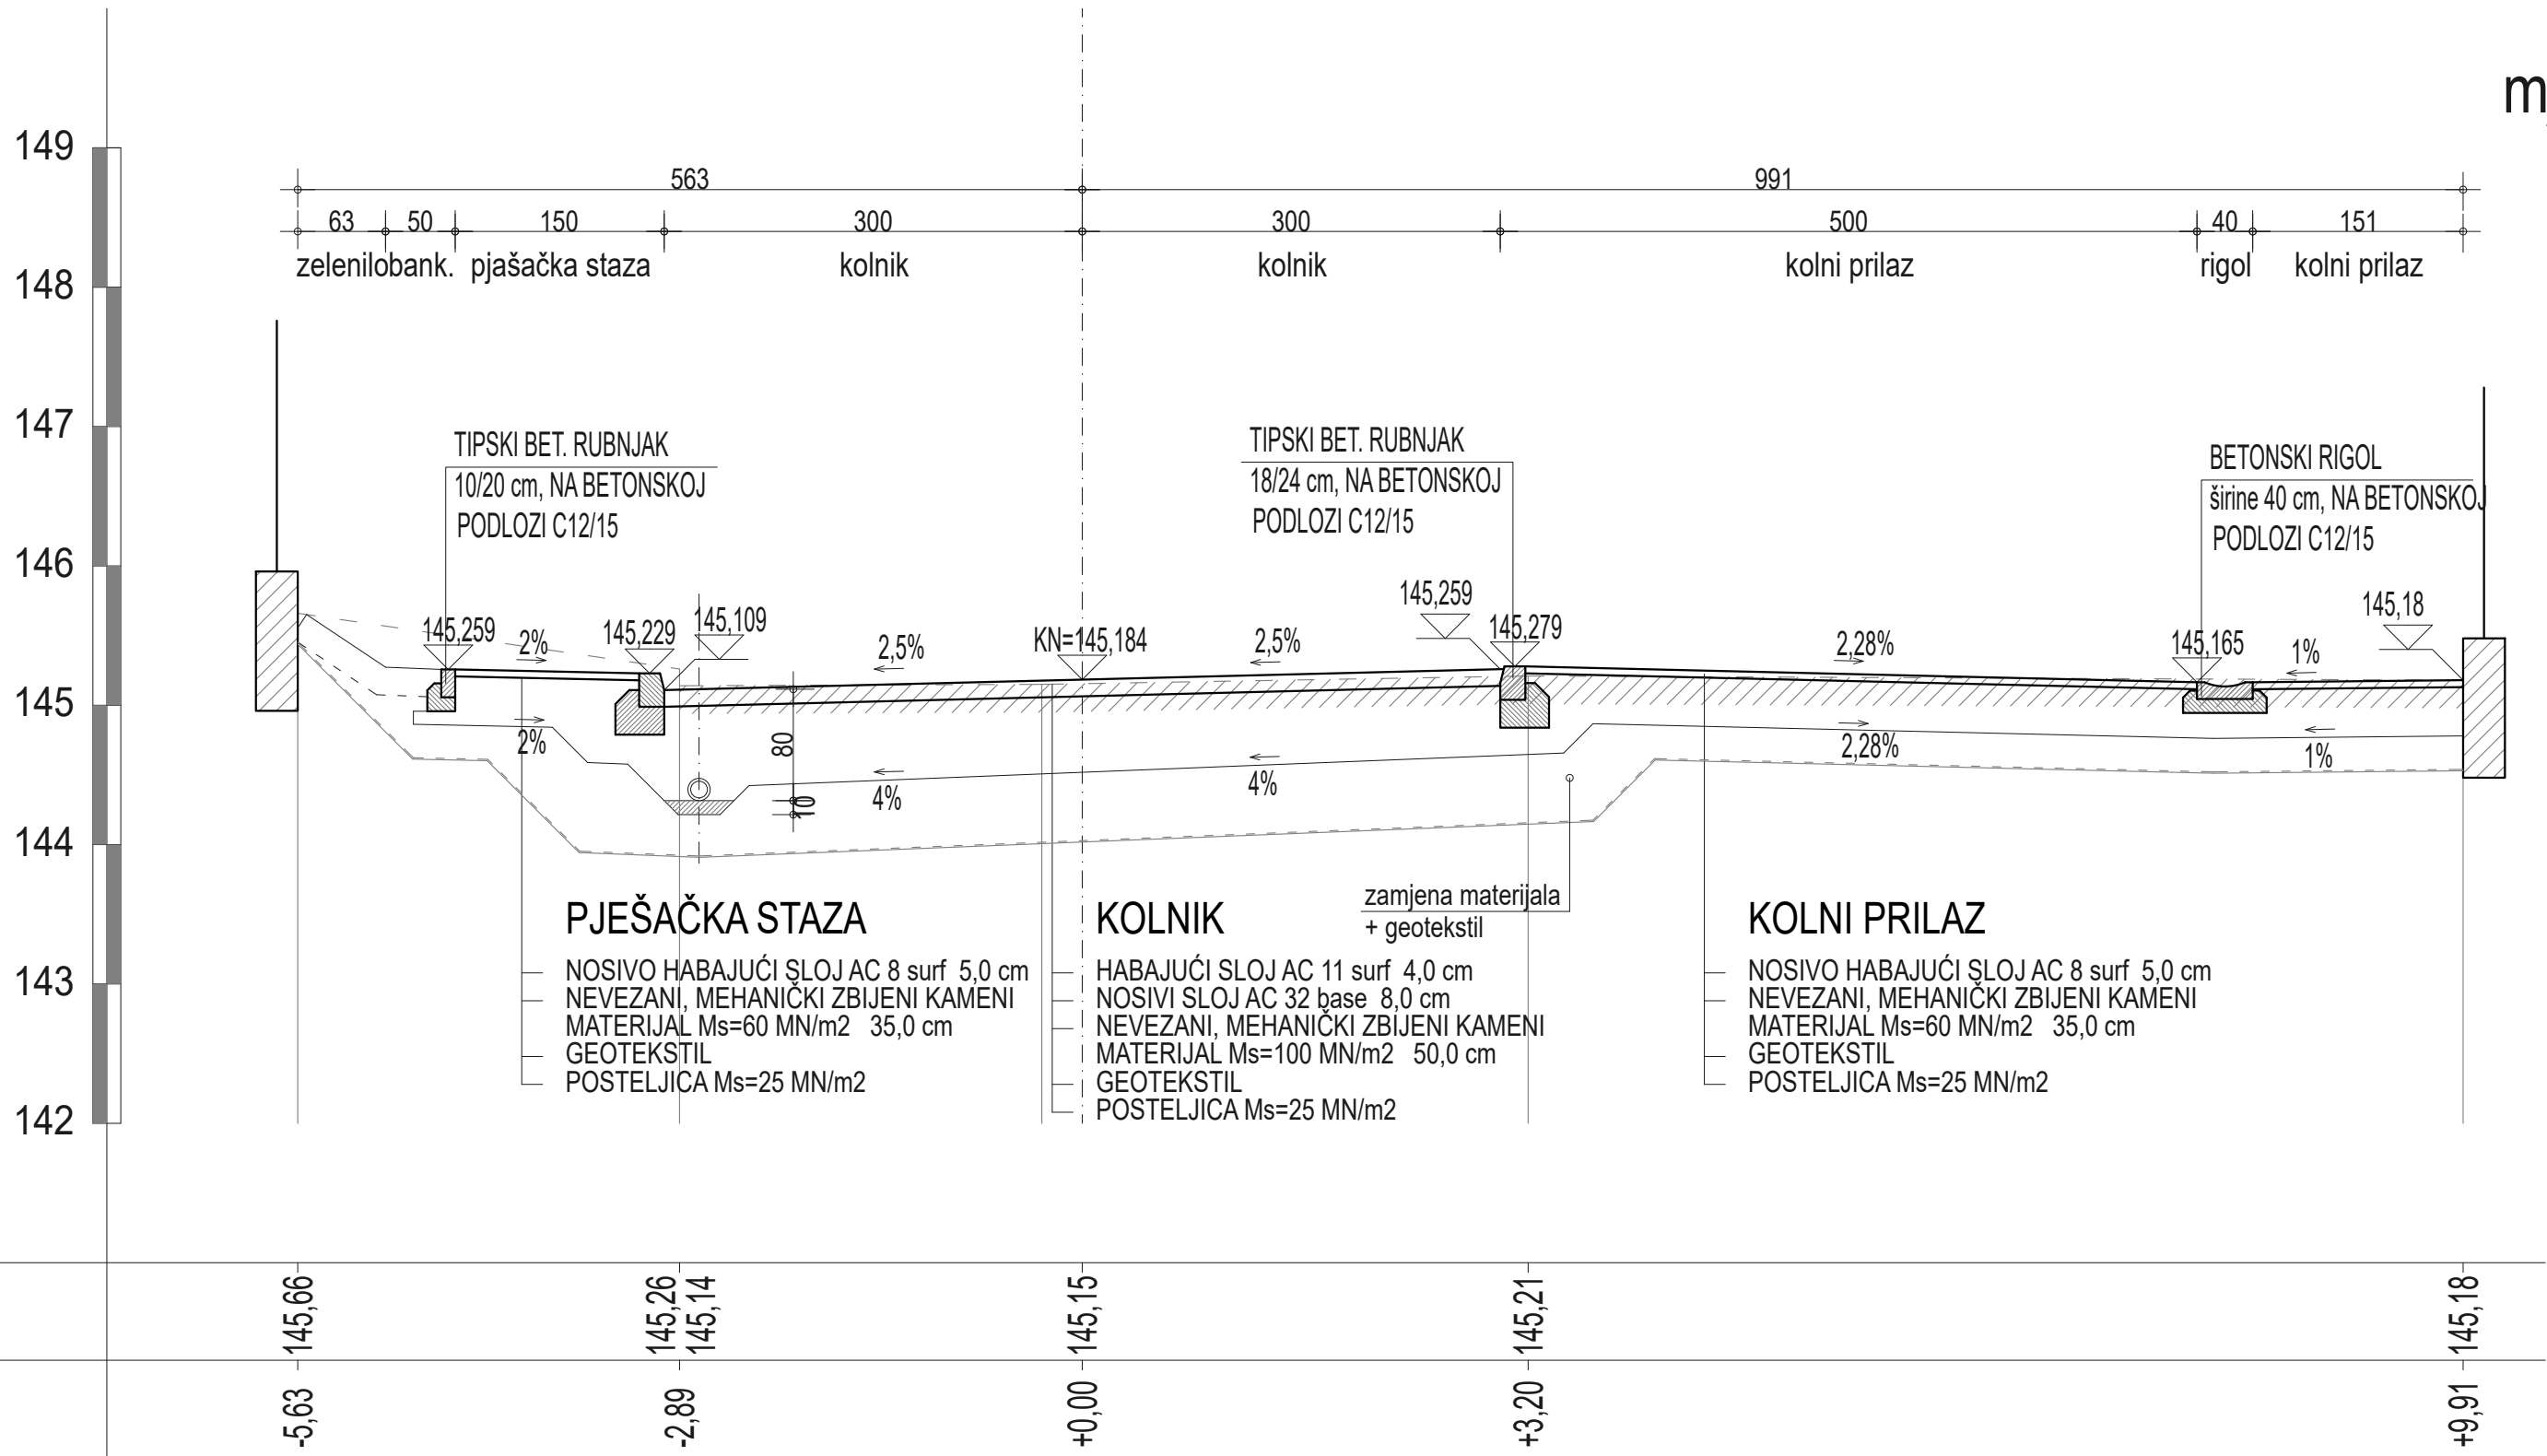 m
149
148
147
146
145
144
143
142
563
991
63
50
150
300
300
500
40
151
zelenilo
bank.
pjašačka staza
kolnik
kolnik
kolni prilaz
rigol
kolni prilaz
TIPSKI BET. RUBNJAK
10/20 cm, NA BETONSKOJ
PODLOZI C12/15
TIPSKI BET. RUBNJAK
18/24 cm, NA BETONSKOJ
PODLOZI C12/15
BETONSKI RIGOL
širine 40 cm, NA BETONSKOJ
PODLOZI C12/15
145,259
2%
145,229
145,109
2,5%
KN=145,184
2,5%
145,259
145,279
2,28%
145,165
1%
145,18
2%
80
10
4%
4%
2,28%
1%
zamjena materijala
+ geotekstil
PJEŠAČKA STAZA
NOSIVO HABAJUĆI SLOJ AC 8 surf 5,0 cm
NEVEZANI, MEHANIČKI ZBIJENI KAMENI
MATERIJAL Ms=60 MN/m2 35,0 cm
GEOTEKSTIL
POSTELJICA Ms=25 MN/m2
KOLNIK
HABAJUĆI SLOJ AC 11 surf 4,0 cm
NOSIVI SLOJ AC 32 base 8,0 cm
NEVEZANI, MEHANIČKI ZBIJENI KAMENI
MATERIJAL Ms=100 MN/m2 50,0 cm
GEOTEKSTIL
POSTELJICA Ms=25 MN/m2
KOLNI PRILAZ
NOSIVO HABAJUĆI SLOJ AC 8 surf 5,0 cm
NEVEZANI, MEHANIČKI ZBIJENI KAMENI
MATERIJAL Ms=60 MN/m2 35,0 cm
GEOTEKSTIL
POSTELJICA Ms=25 MN/m2
145,66
145,26
145,14
145,15
145,21
145,18
-5,63
-2,89
+0,00
+3,20
+9,91